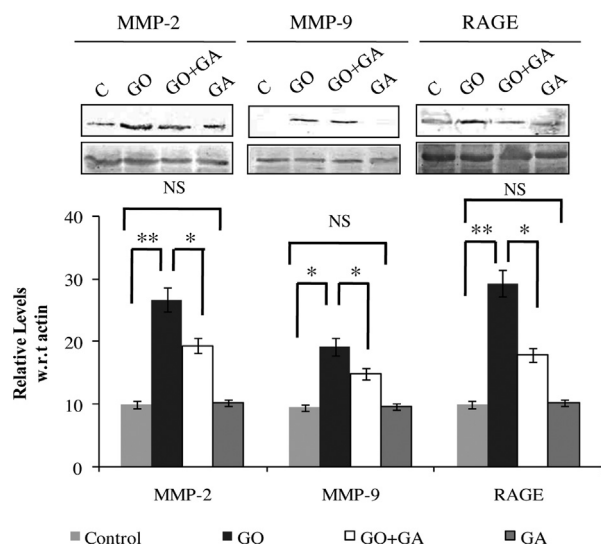 MMP-2 MMP-9 RAGE
C GO GO+GA GA C GO GO+GA GA C GO GO+GA GA
NS NS NS
** * * * ** *
Relative Levels
w.r.t actin
40
30
20
10
0
MMP-2 MMP-9 RAGE
Control GO GO+GA GA